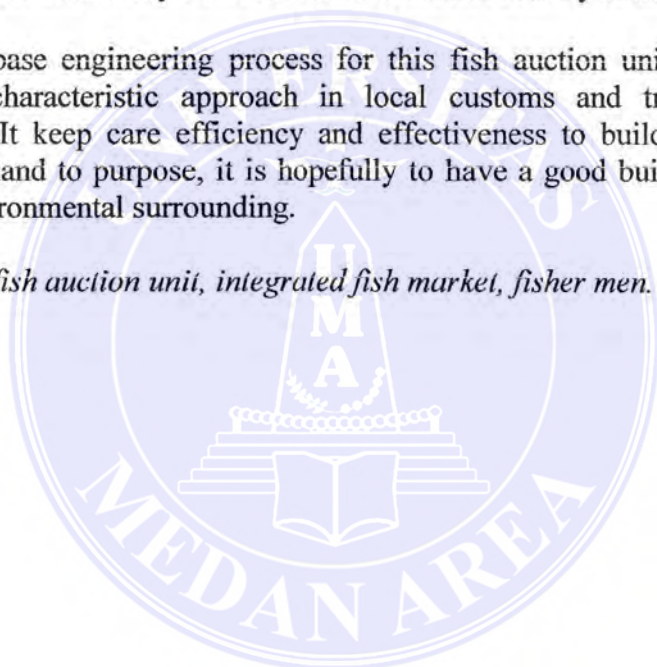 base engineering process for this fish auction uni
characteristic approach in local customs and tr
It keep care efficiency and effectiveness to build
and to purpose, it is hopefully to have a good bui
ronmental surrounding.
fish auction unit, integrated fish market, fisher men.
UNIVERSITAS
U
M
A
MEDAN AREA